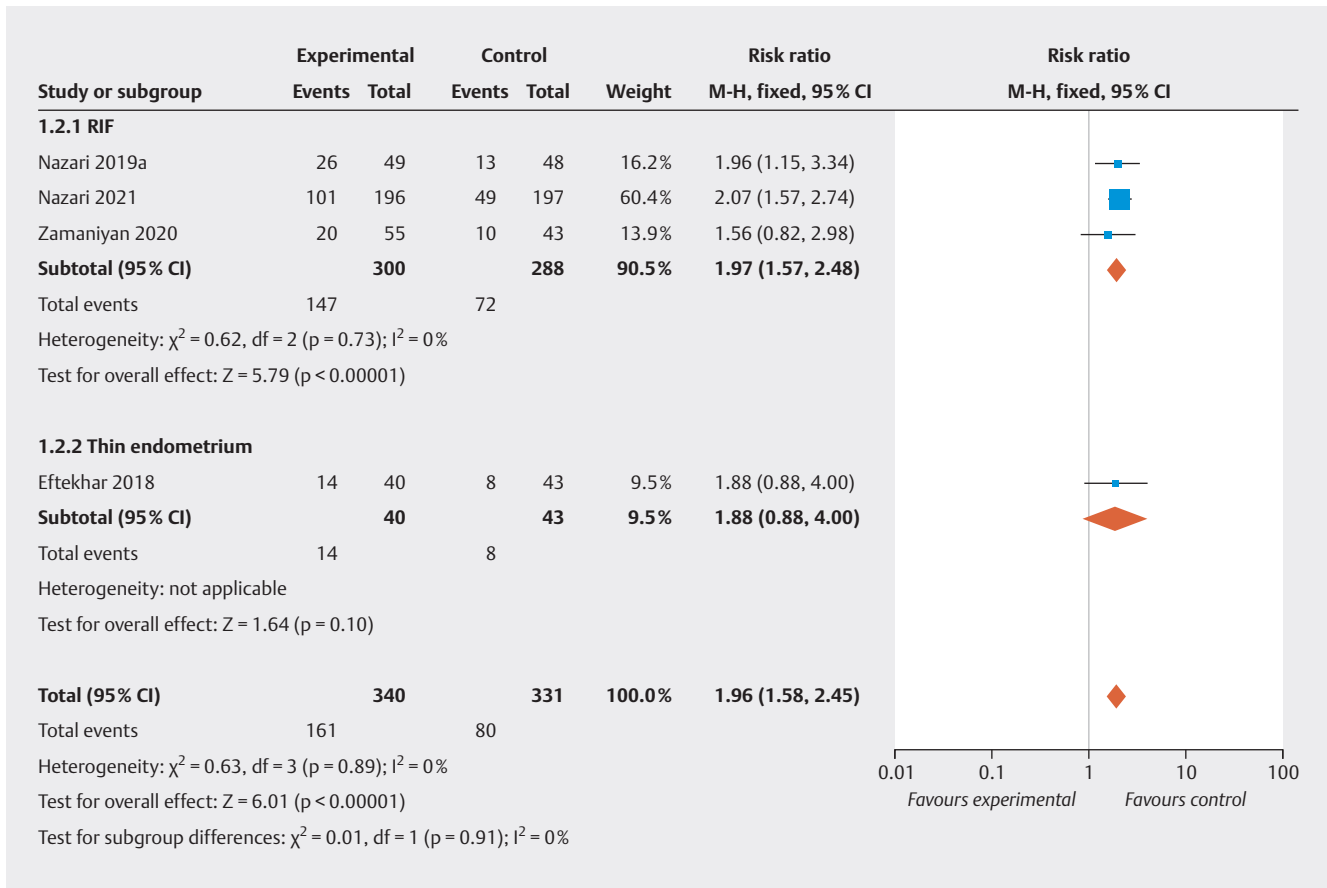 Experimental Control Risk ratio Risk ratio
Study or subgroup Events Total Events Total Weight M-H, fixed, 95% CI M-H, fixed, 95% CI
1.2.1 RIF
Nazari 2019a 26 49 13 48 16.2% 1.96 (1.15, 3.34)
Nazari 2021 101 196 49 197 60.4% 2.07 (1.57, 2.74)
Zamaniyan 2020 20 55 10 43 13.9% 1.56 (0.82, 2.98)
Subtotal (95% CI) 300 288 90.5% 1.97 (1.57, 2.48)
Total events 147 72
Heterogeneity: χ² = 0.62, df = 2 (p = 0.73); I² = 0%
Test for overall effect: Z = 5.79 (p < 0.00001)
1.2.2 Thin endometrium
Eftekhar 2018 14 40 8 43 9.5% 1.88 (0.88, 4.00)
Subtotal (95% CI) 40 43 9.5% 1.88 (0.88, 4.00)
Total events 14 8
Heterogeneity: not applicable
Test for overall effect: Z = 1.64 (p = 0.10)
Total (95% CI) 340 331 100.0% 1.96 (1.58, 2.45)
Total events 161 80
Heterogeneity: χ² = 0.63, df = 3 (p = 0.89); I² = 0%
Test for overall effect: Z = 6.01 (p < 0.00001)
Test for subgroup differences: χ² = 0.01, df = 1 (p = 0.91); I² = 0%
0.01 0.1 1 10 100
Favours experimental Favours control